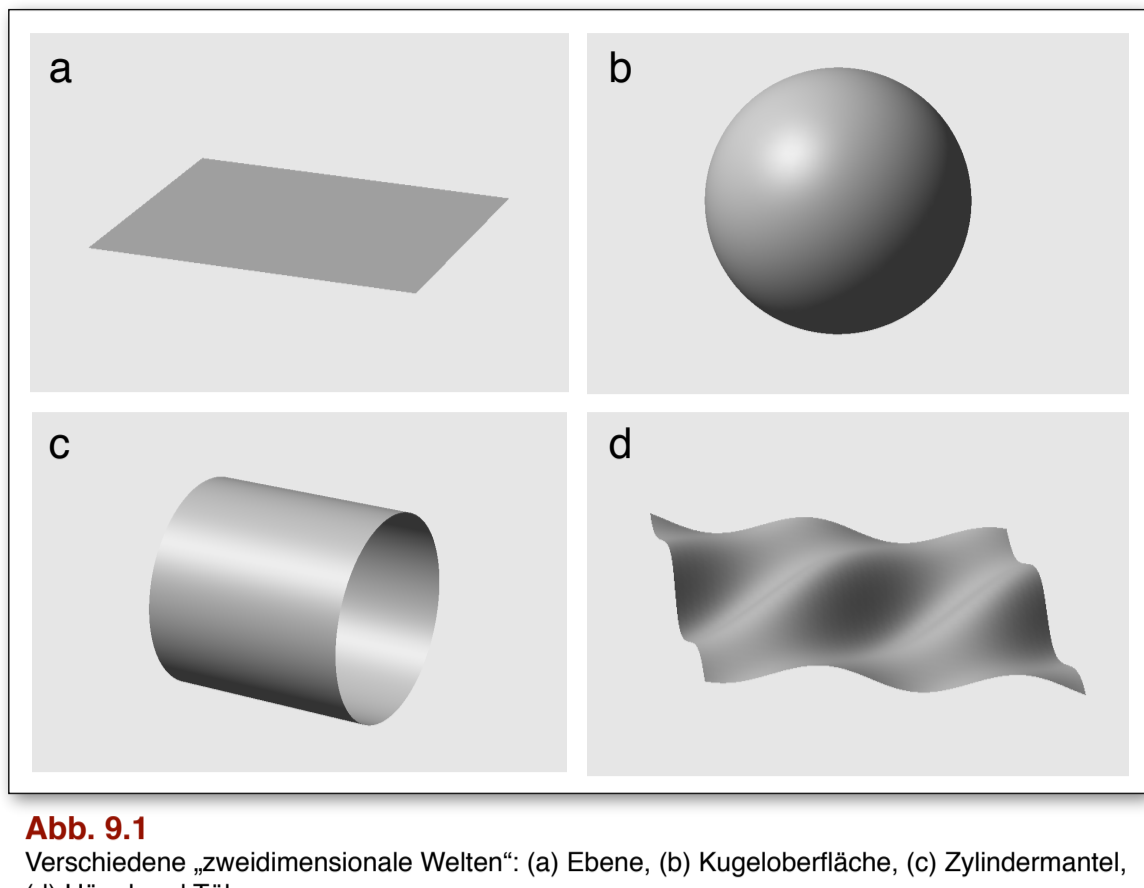 a
b
c
d
Abb. 9.1
Verschiedene „zweidimensionale Welten“: (a) Ebene, (b) Kugeloberfläche, (c) Zylindermantel,